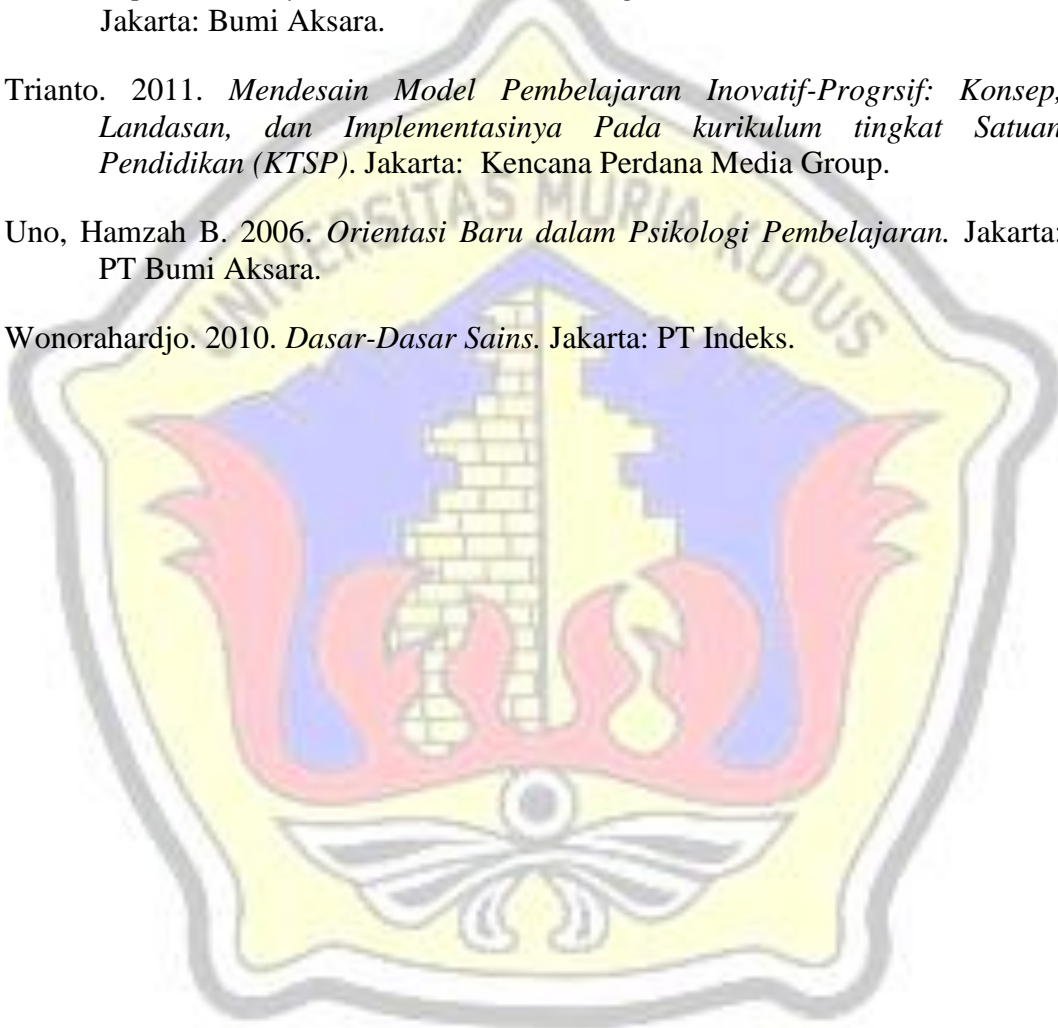 Jakarta: Bumi Aksara.
Trianto. 2011. Mendesain Model Pembelajaran Inovatif-Progrsif: Konsep,
Landasan, dan Implementasinya Pada kurikulum tingkat Satuan
Pendidikan (KTSP). Jakarta: Kencana Perdana Media Group.
Uno, Hamzah B. 2006. Orientasi Baru dalam Psikologi Pembelajaran. Jakarta:
PT Bumi Aksara.
Wonorahardjo. 2010. Dasar-Dasar Sains. Jakarta: PT Indeks.
UNIVERSITAS MURIA KUDUS